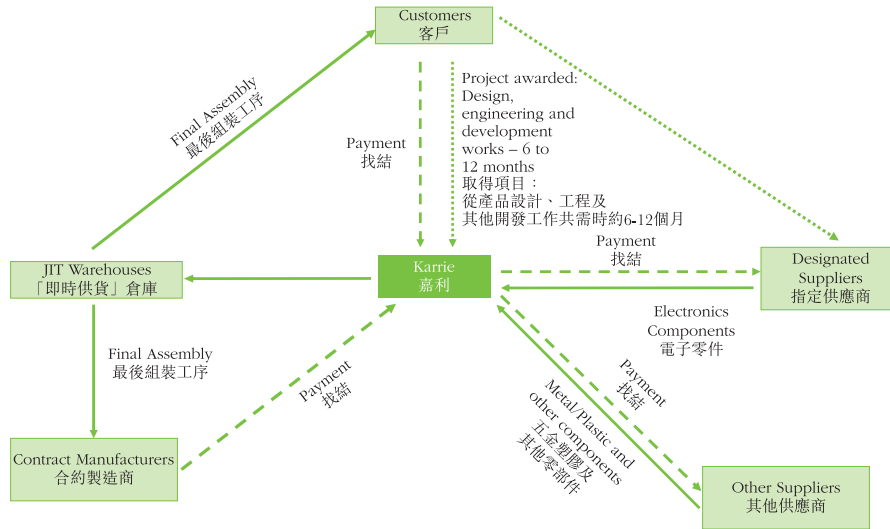 Customers
客戶
Final Assembly
最後組裝工序
Payment
找結
Project awarded:
Design,
engineering and
development
works – 6 to
12 months
取得項目：
從產品設計、工程及
其他開發工作共需時約6-12個月
JIT Warehouses
「即時供貨」倉庫
Karrie
嘉利
Payment
找結
Designated
Suppliers
指定供應商
Electronics
Components
電子零件
Final Assembly
最後組裝工序
Payment
找結
Payment
找結
Metal/Plastic and
other components
五金塑膠及
其他零部件
Contract Manufacturers
合約製造商
Other Suppliers
其他供應商